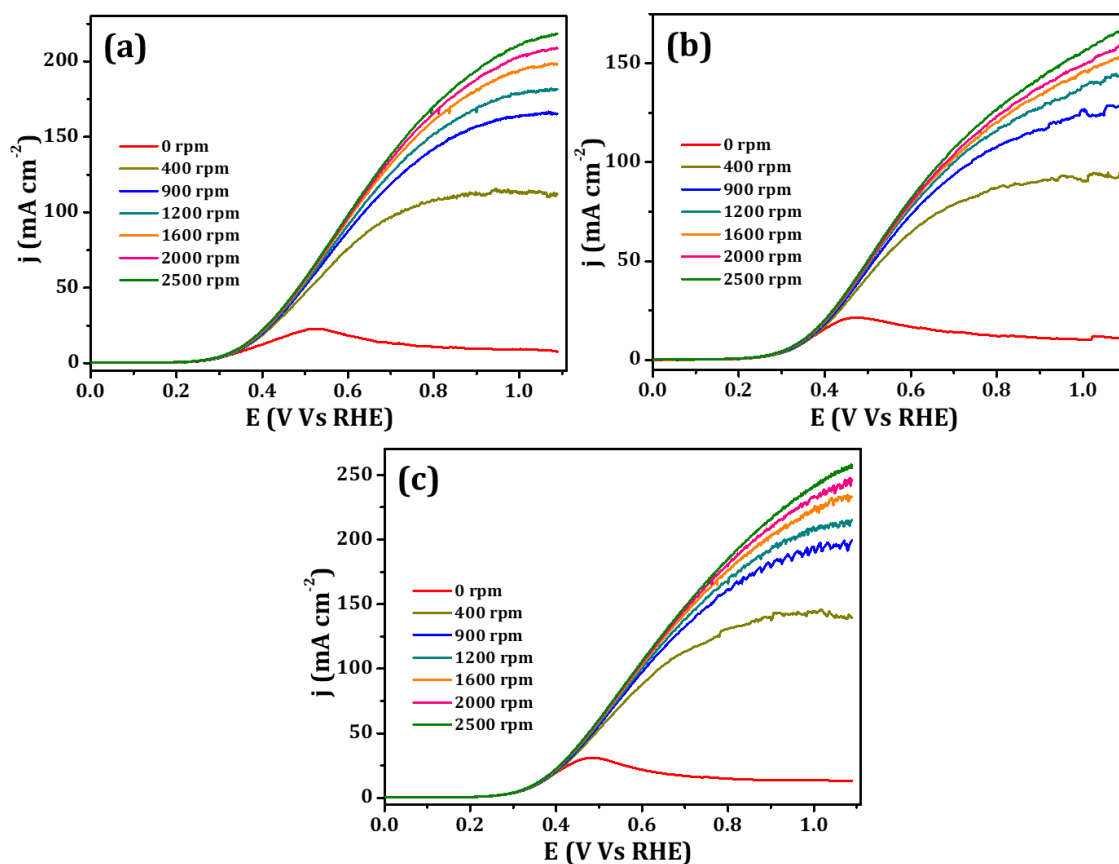 (a)
j (mA cm-2)
200
150
100
50
0
0 rpm
400 rpm
900 rpm
1200 rpm
1600 rpm
2000 rpm
2500 rpm
0.0 0.2 0.4 0.6 0.8 1.0
E (V Vs RHE)
(b)
j (mA cm-2)
150
100
50
0
0 rpm
400 rpm
900 rpm
1200 rpm
1600 rpm
2000 rpm
2500 rpm
0.0 0.2 0.4 0.6 0.8 1.0
E (V Vs RHE)
(c)
j (mA cm-2)
250
200
150
100
50
0
0 rpm
400 rpm
900 rpm
1200 rpm
1600 rpm
2000 rpm
2500 rpm
0.0 0.2 0.4 0.6 0.8 1.0
E (V Vs RHE)